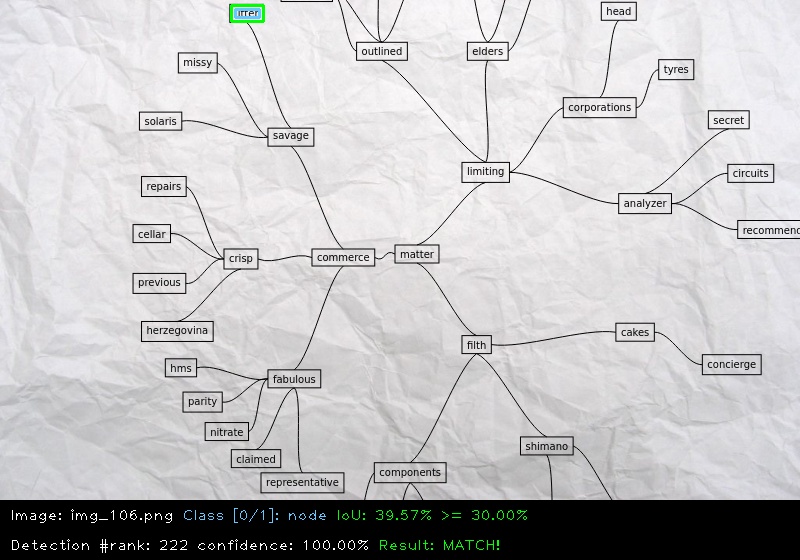 head
outlined
elders
missy
tyres
corporations
solaris
secret
savage
limiting
circuits
repairs
analyzer
cellar
recommend
crisp
commerce
matter
previous
herzegovina
cakes
filth
hms
concierge
fabulous
parity
nitrate
shimano
claimed
components
representative
Image: img_106.png Class [0/1]: node IoU: 39.57% >= 30.00%
Detection #rank: 222 confidence: 100.00% Result: MATCH!